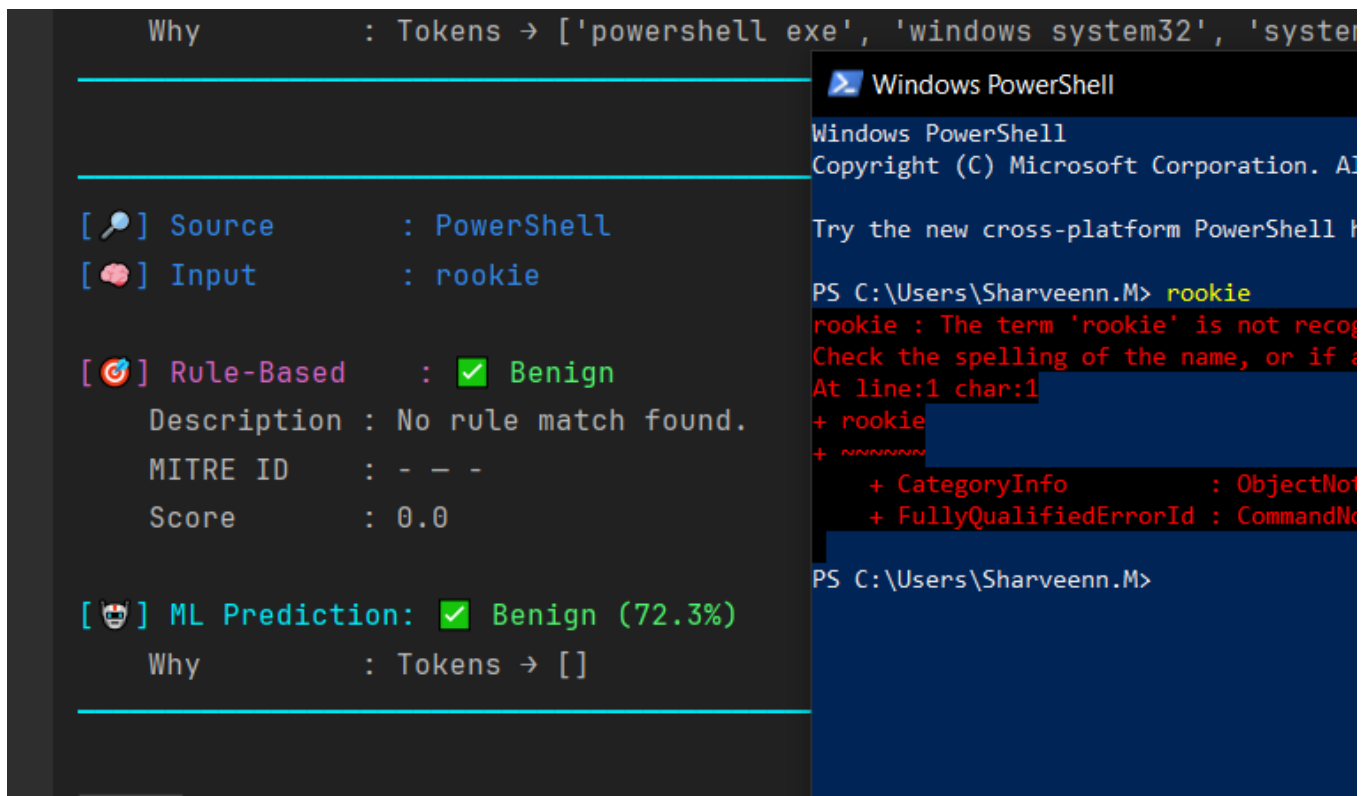 Why : Tokens → ['powershell exe', 'windows system32', 'system
[🔎] Source : PowerShell
[🧠] Input : rookie
[🎯] Rule-Based : ✅ Benign
Description : No rule match found.
MITRE ID : - — -
Score : 0.0
[🤖] ML Prediction: ✅ Benign (72.3%)
Why : Tokens → []
Windows PowerShell
Windows PowerShell
Copyright (C) Microsoft Corporation. Al
Try the new cross-platform PowerShell h
PS C:\Users\Sharveenn.M> rookie
rookie : The term 'rookie' is not recog
Check the spelling of the name, or if a
At line:1 char:1
+ rookie
+ ~~~~~~
+ CategoryInfo : ObjectNot
+ FullyQualifiedErrorId : CommandNo
PS C:\Users\Sharveenn.M>